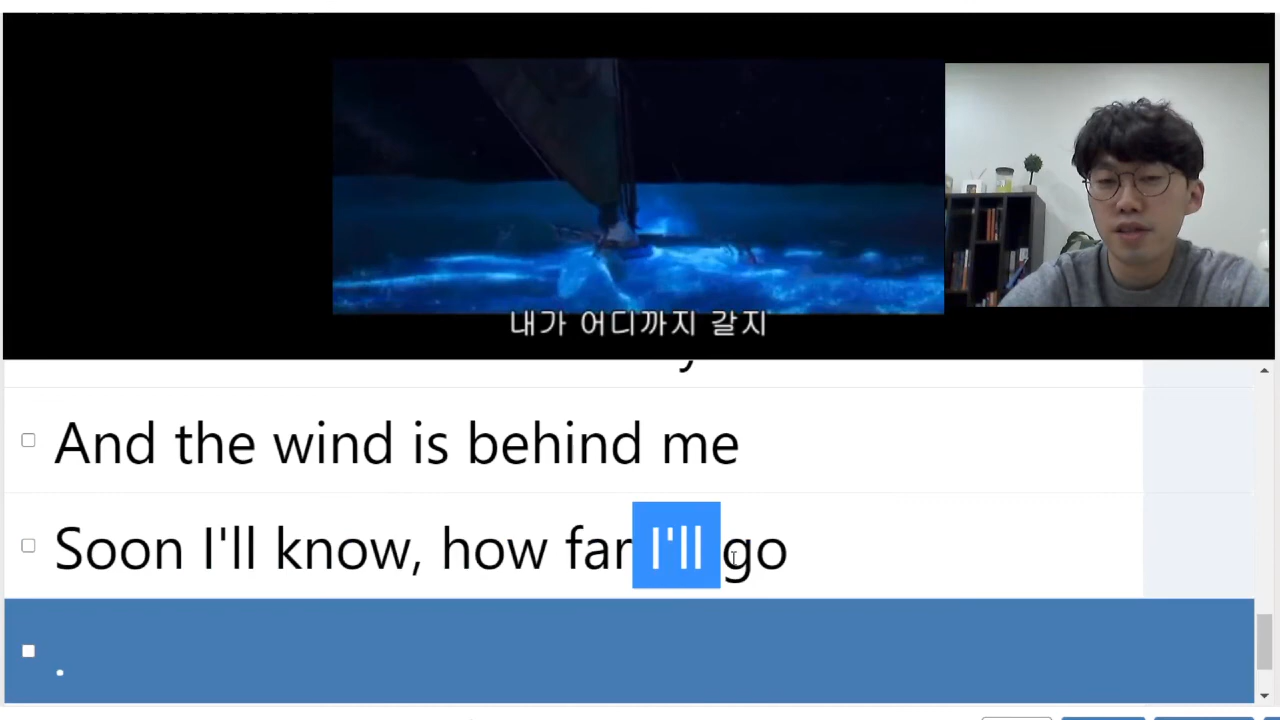 내가 어디까지 갈지
And the wind is behind me
Soon I'll know, how far I'll go
.